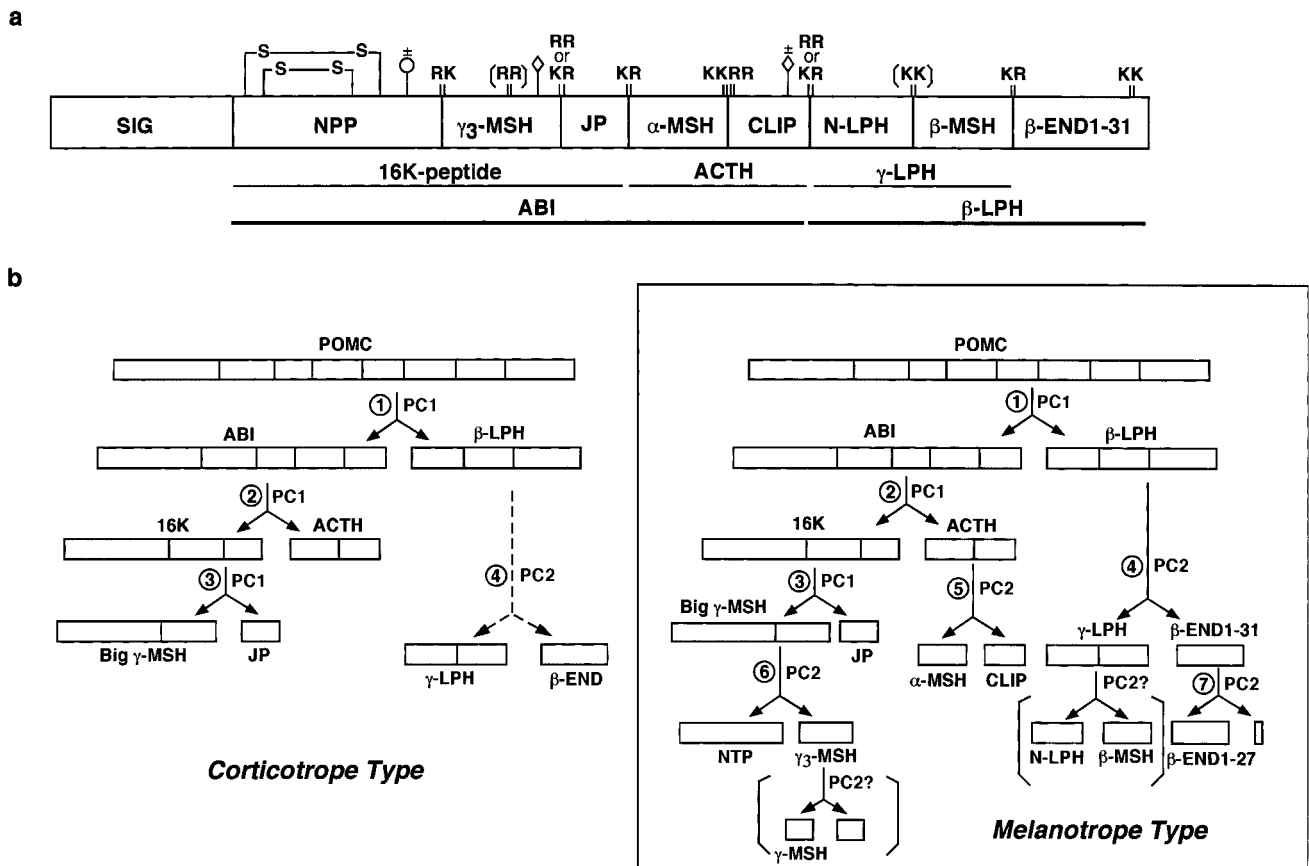 a
S S
S S
±
RK
(RR)
RR
or
KR
KR
KKRR
±
RR
or
KR
(KK)
KR
KK
SIG NPP γ3-MSH JP α-MSH CLIP N-LPH β-MSH β-END1-31
16K-peptide ACTH γ-LPH
ABI β-LPH
b
POMC
1 PC1
ABI β-LPH
2 PC1
16K ACTH
3 PC1
4 PC2
Big γ-MSH JP
γ-LPH β-END
Corticotrope Type
POMC
1 PC1
ABI β-LPH
2 PC1
16K ACTH
3 PC1
5 PC2
4 PC2
Big γ-MSH JP
α-MSH CLIP
γ-LPH β-END1-31
6 PC2
PC2?
7 PC2
NTP γ3-MSH
N-LPH β-MSH β-END1-27
PC2?
γ-MSH
Melanotrope Type